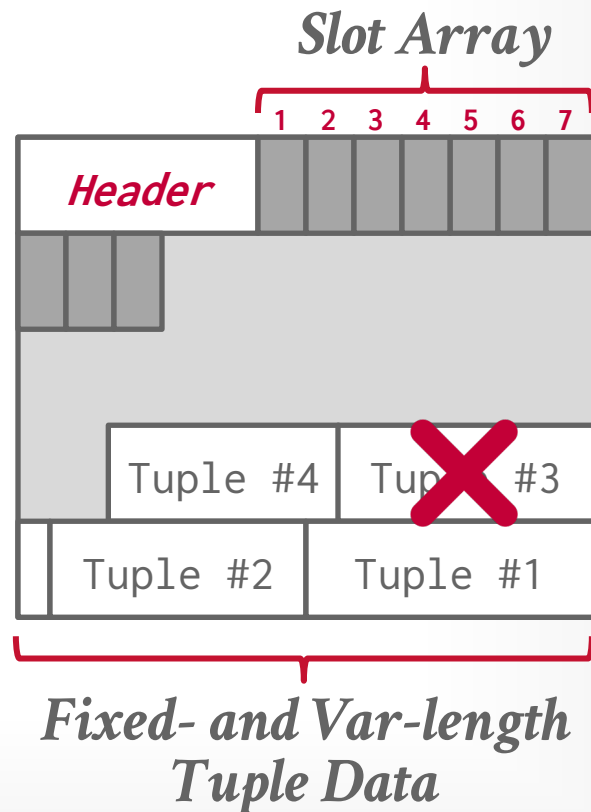 Slot Array
1 2 3 4 5 6 7
Header
Tuple #4 Tuple #3
Tuple #2 Tuple #1
Fixed- and Var-length
Tuple Data